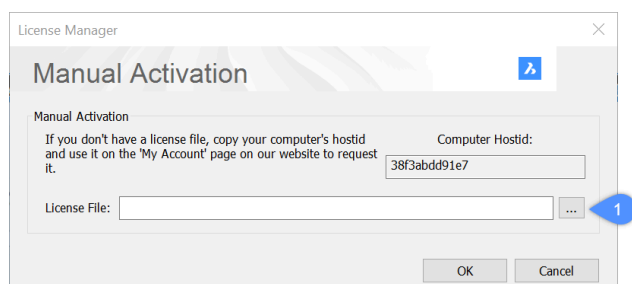 License Manager
Manual Activation
Manual Activation
If you don't have a license file, copy your computer's hostid
and use it on the 'My Account' page on our website to request
it.
Computer Hostid:
38f3abdd91e7
License File:
...
1
OK
Cancel